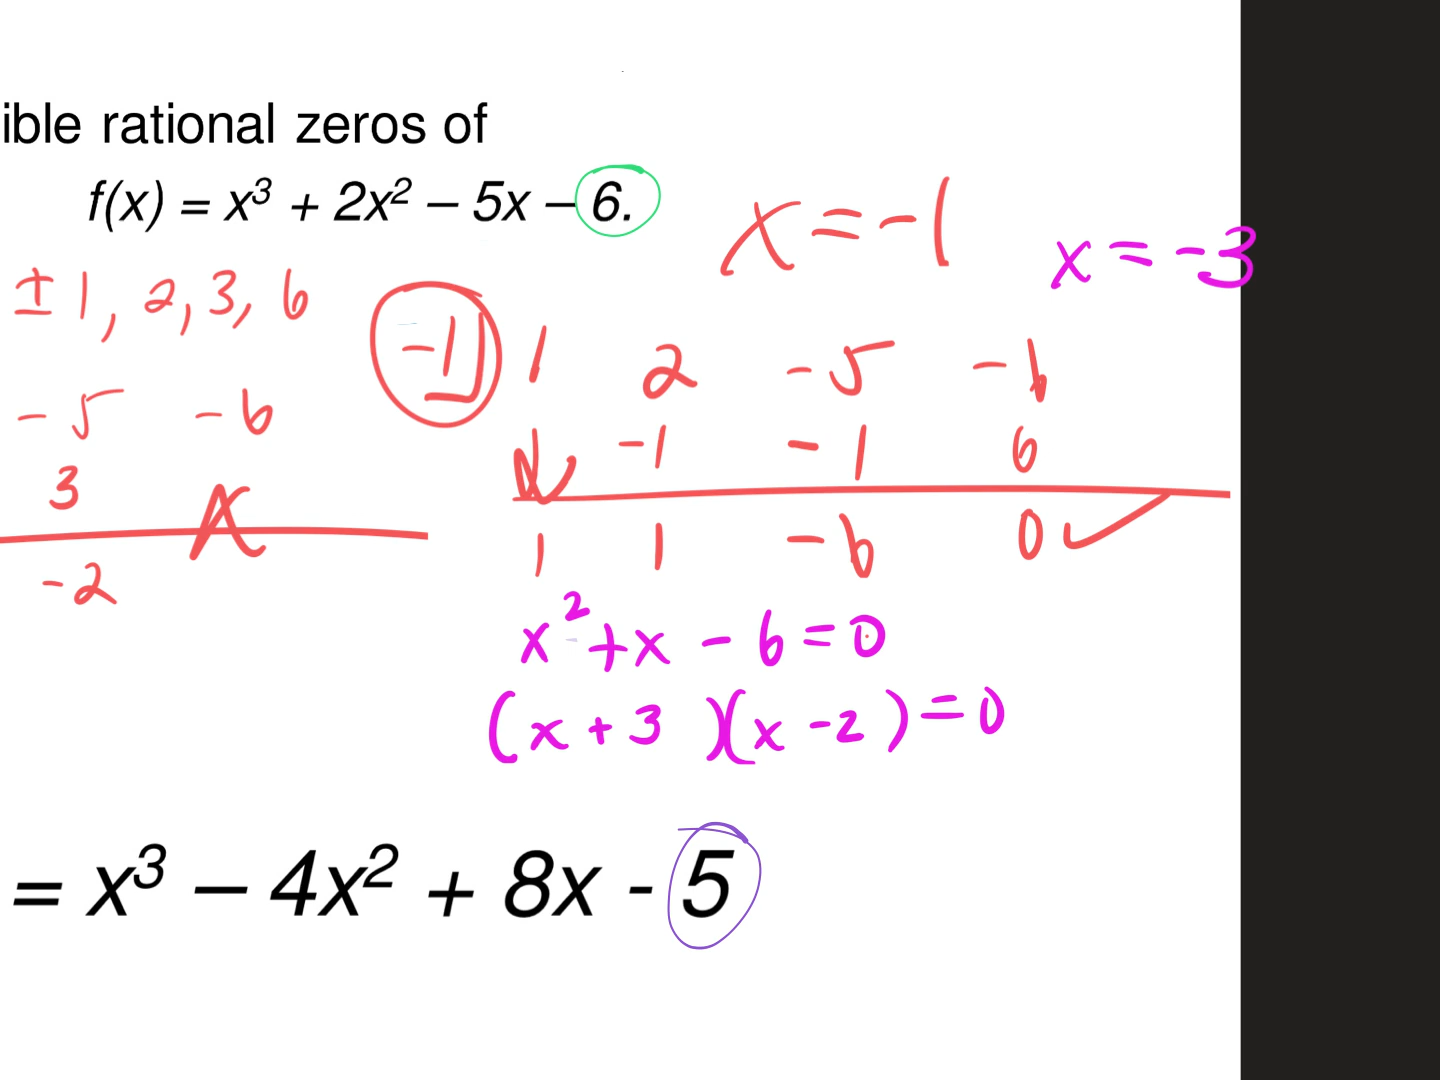 ible rational zeros of
f(x) = x³ + 2x² – 5x – 6.
x = -1
x = -3
± 1, 2, 3, 6
-1 1 2 -5 -6
-5 -6
-1 -1 6
3
1 1 -6 0 ✓
-2
x² + x - 6 = 0
(x + 3)(x - 2) = 0
= x³ – 4x² + 8x - 5